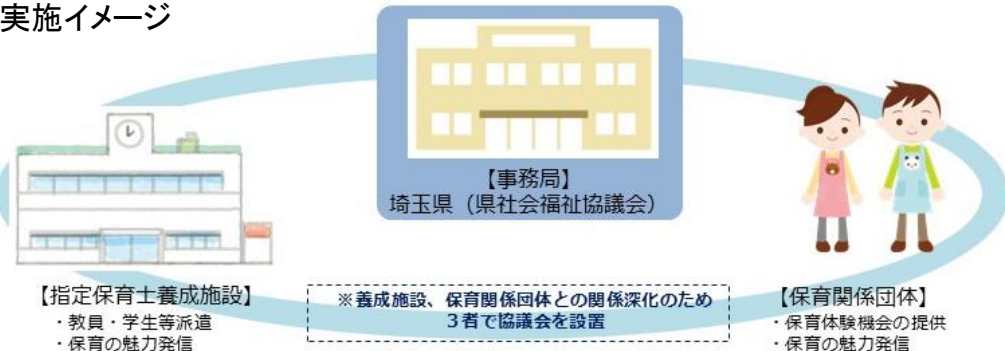 実施イメージ
【事務局】
埼玉県（県社会福祉協議会）
【指定保育士養成施設】
・教員・学生等派遣
・保育の魅力発信
※養成施設、保育関係団体との関係深化のため
３者で協議会を設置
【保育関係団体】
・保育体験機会の提供
・保育の魅力発信